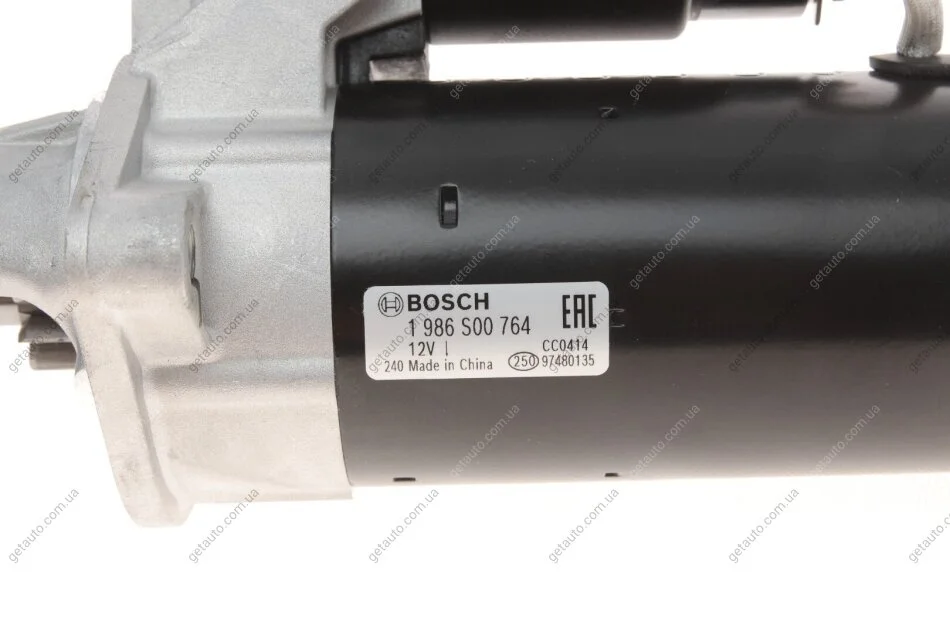 BOSCH
EAC
1 986 S00 764
12V |
CC0414
240 Made in China
250 97480135
getauto.com.ua